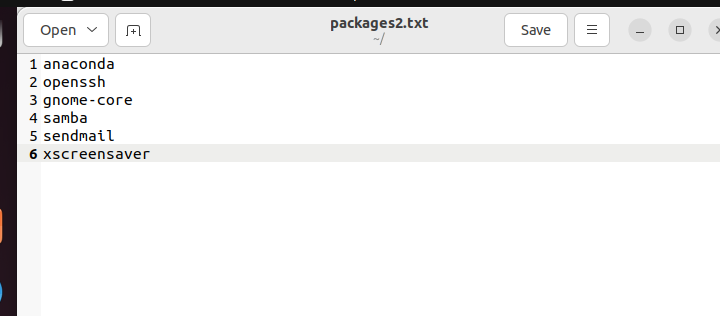 Open
packages2.txt
~/
Save
1 anaconda
2 openssh
3 gnome-core
4 samba
5 sendmail
6 xscreensaver